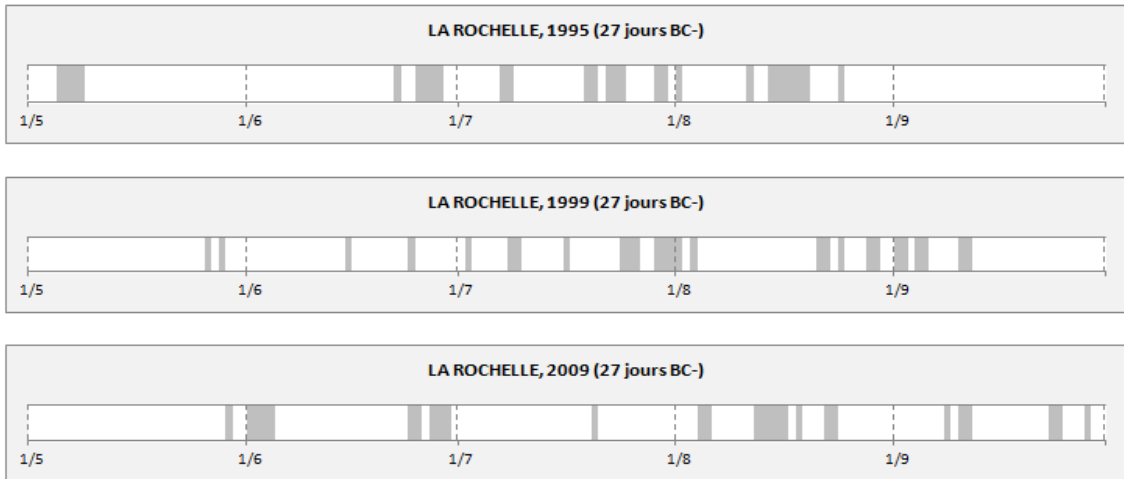 LA ROCHELLE, 1995 (27 jours BC-)
1/5 1/6 1/7 1/8 1/9
LA ROCHELLE, 1999 (27 jours BC-)
1/5 1/6 1/7 1/8 1/9
LA ROCHELLE, 2009 (27 jours BC-)
1/5 1/6 1/7 1/8 1/9